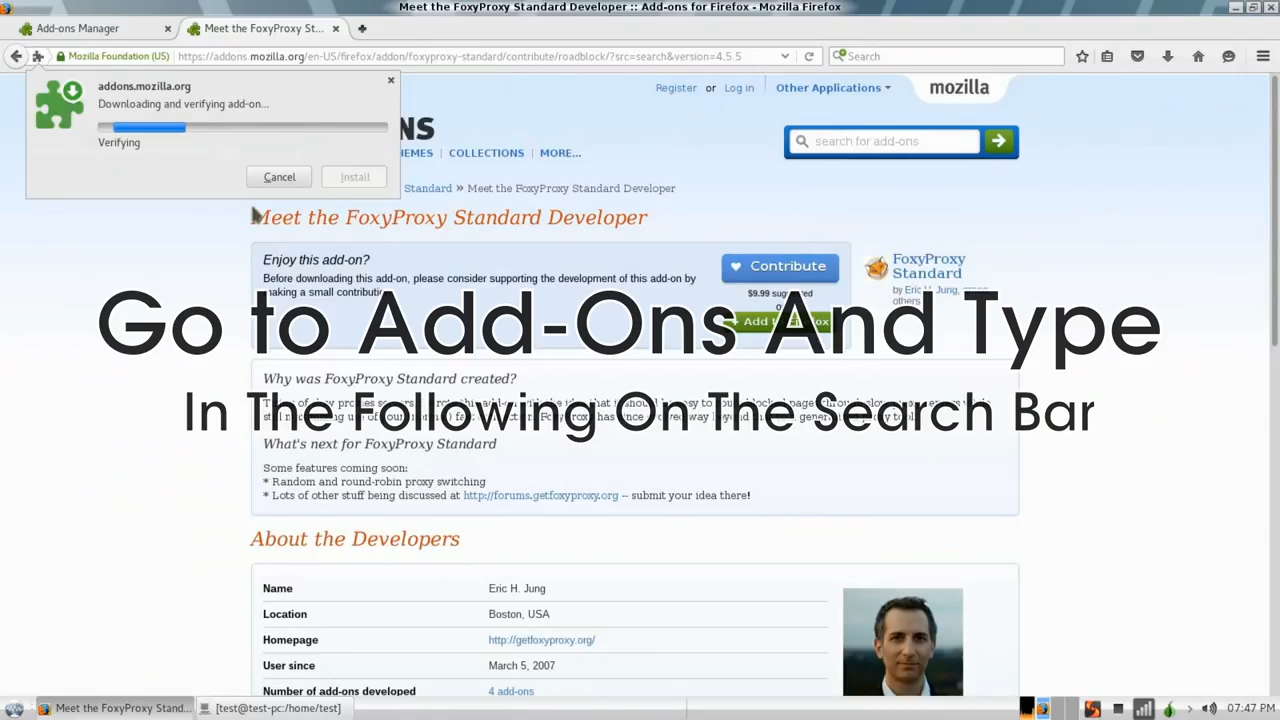 Meet the FoxyProxy Standard Developer :: Add-ons for Firefox - Mozilla Firefox
Add-ons Manager
Meet the FoxyProxy Standard St...
Mozilla Foundation (US)
https://addons.mozilla.org/en-US/firefox/addon/foxyproxy-standard/contribute/roadblock/?src=search&version=4.5.5
Search
addons.mozilla.org
Downloading and verifying add-on...
Verifying
Cancel
Install
Register or Log in
Other Applications
mozilla
NS
HEMES | COLLECTIONS | MORE...
search for add-ons
Standard » Meet the FoxyProxy Standard Developer
Meet the FoxyProxy Standard Developer
Enjoy this add-on?
Before downloading this add-on, please consider supporting the development of this add-on by
making a small
Contribute
$9.99
FoxyProxy
Standard
by Eric H. Jung,
others
Go to Add-Ons And Type
In The Following On The Search Bar
Why was FoxyProxy Standard created?
What's next for FoxyProxy Standard
Some features coming soon:
* Random and round-robin proxy switching
* Lots of other stuff being discussed at http://forums.getfoxyproxy.org -- submit your idea there!
About the Developers
Name Eric H. Jung
Location Boston, USA
Homepage http://getfoxyproxy.org/
User since March 5, 2007
Number of add-ons developed 4 add-ons
Meet the FoxyProxy Stand...
[test@test-pc:/home/test]
07:47 PM